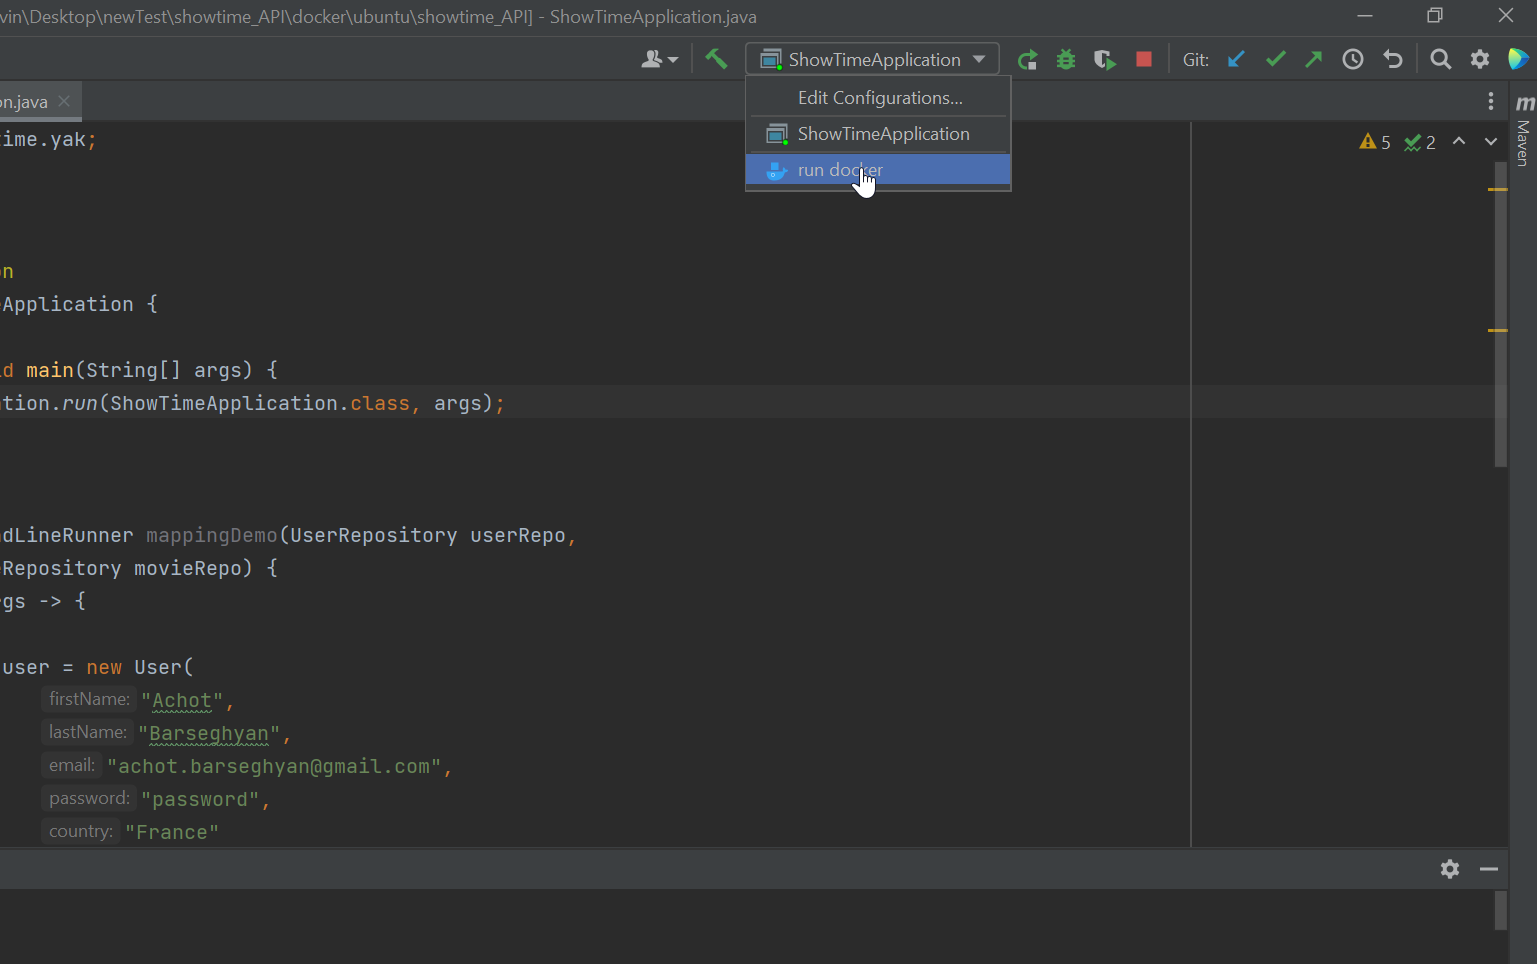 vin\Desktop\newTest\showtime_API\docker\ubuntu\showtime_API] - ShowTimeApplication.java
ShowTimeApplication
Git:
Edit Configurations...
ShowTimeApplication
run docker
n.java
m
Maven
5
2
ime.yak;
n
Application {
d main(String[] args) {
tion.run(ShowTimeApplication.class, args);
dLineRunner mappingDemo(UserRepository userRepo,
Repository movieRepo) {
gs -> {
user = new User(
firstName: "Achot",
lastName: "Barseghyan",
email: "achot.barseghyan@gmail.com",
password: "password",
country: "France"